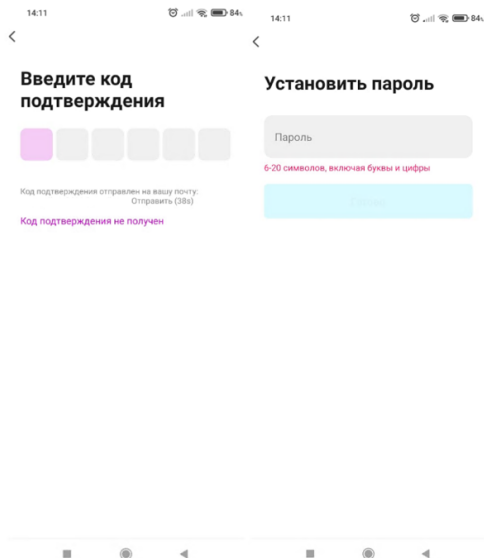 14:11
84
Введите код
подтверждения
Код подтверждения отправлен на вашу почту:
Отправить (38s)
Код подтверждения не получен
14:11
84
Установить пароль
Пароль
6-20 символов, включая буквы и цифры